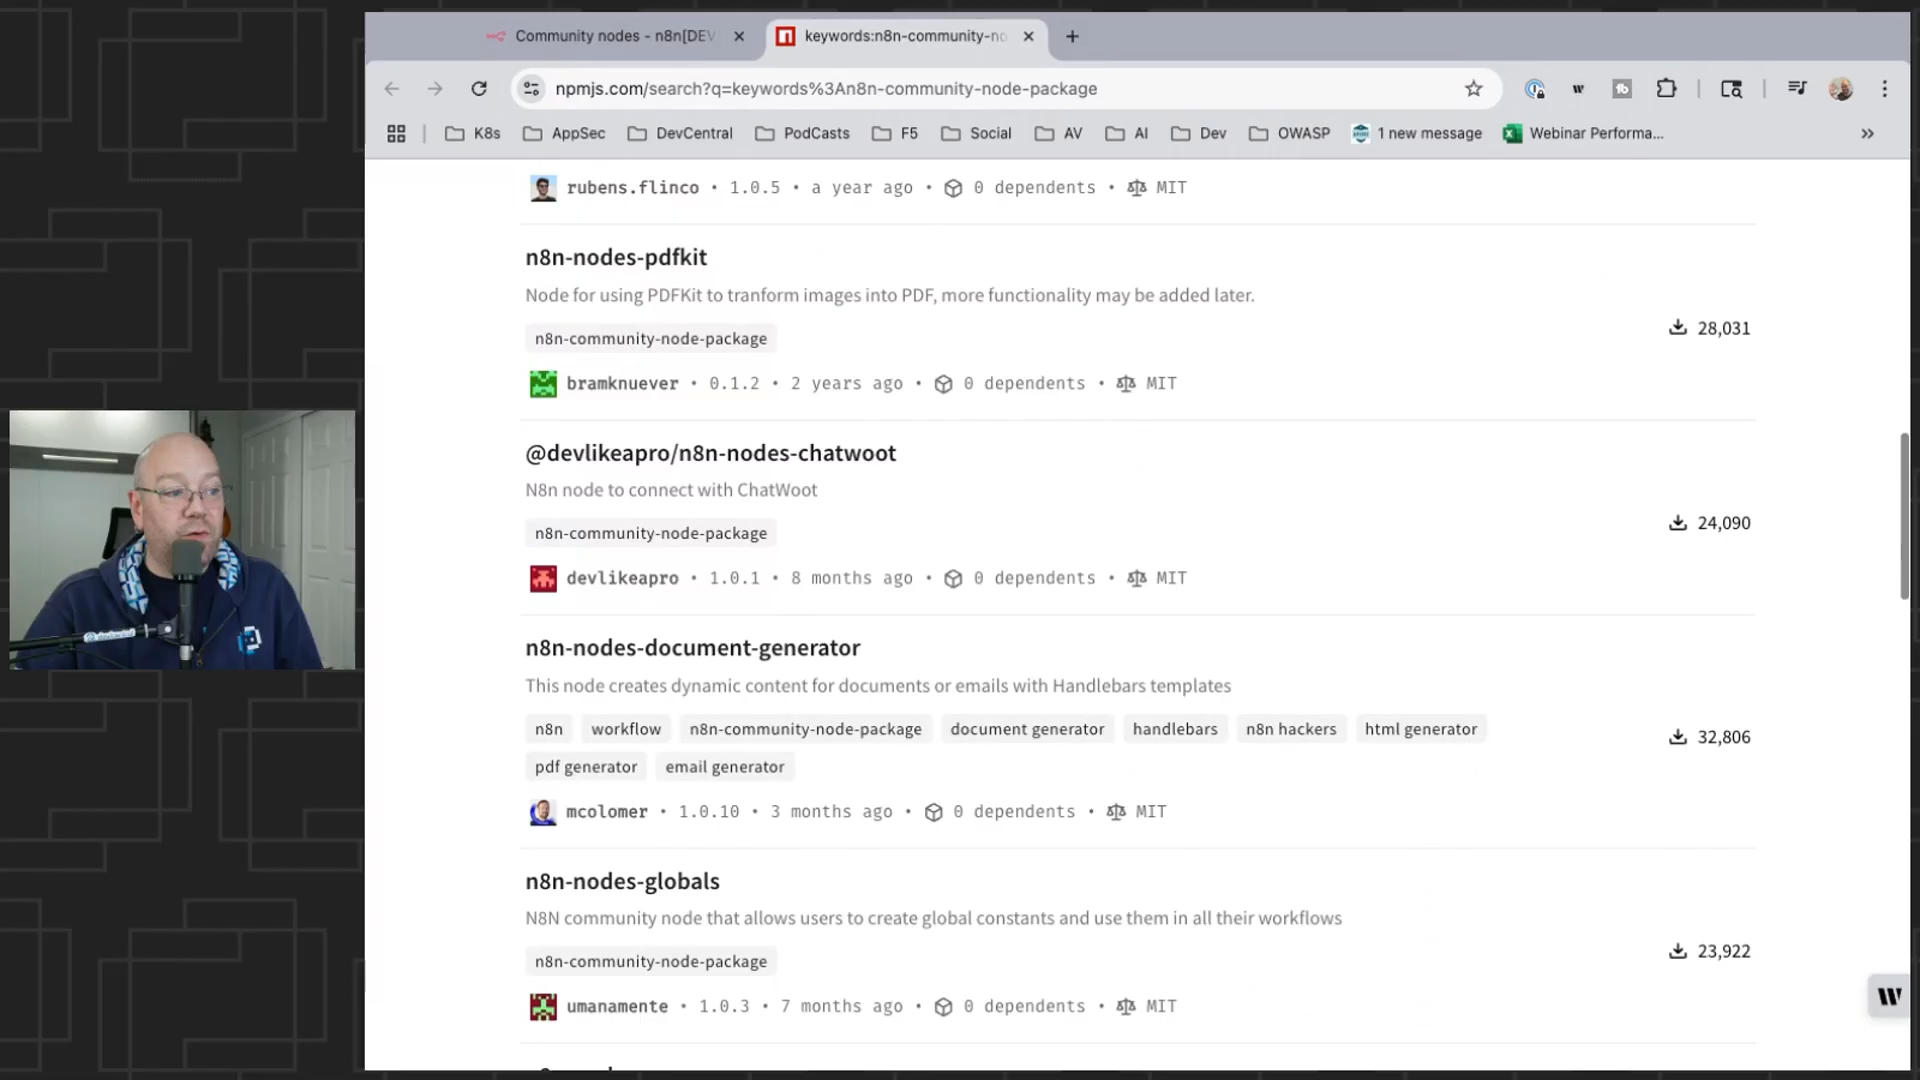 Community nodes - n8n[DEV
keywords:n8n-community-no
npmjs.com/search?q=keywords%3An8n-community-node-package
K8s
AppSec
DevCentral
PodCasts
F5
Social
AV
AI
Dev
OWASP
1 new message
Webinar Performa...
rubens.flinco • 1.0.5 • a year ago • 0 dependents • MIT
n8n-nodes-pdfkit
Node for using PDFKit to tranform images into PDF, more functionality may be added later.
n8n-community-node-package
28,031
bramknuever • 0.1.2 • 2 years ago • 0 dependents • MIT
@devlikeapro/n8n-nodes-chatwoot
N8n node to connect with ChatWoot
n8n-community-node-package
24,090
devlikeapro • 1.0.1 • 8 months ago • 0 dependents • MIT
n8n-nodes-document-generator
This node creates dynamic content for documents or emails with Handlebars templates
n8n workflow n8n-community-node-package document generator handlebars n8n hackers html generator
pdf generator email generator
32,806
mcolomer • 1.0.10 • 3 months ago • 0 dependents • MIT
n8n-nodes-globals
N8N community node that allows users to create global constants and use them in all their workflows
n8n-community-node-package
23,922
umanamente • 1.0.3 • 7 months ago • 0 dependents • MIT